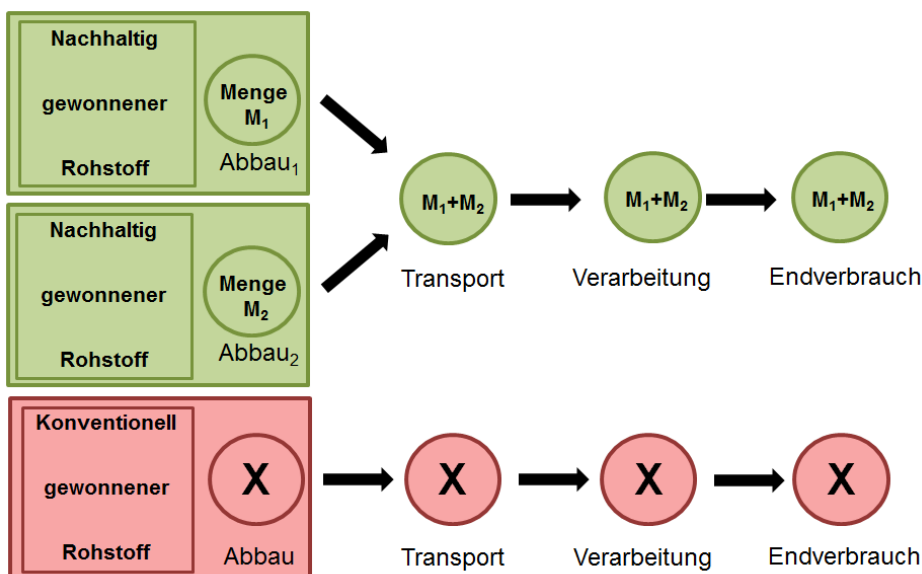 Nachhaltig
gewonnener
Rohstoff
Menge
M₁
Abbau₁
Nachhaltig
gewonnener
Rohstoff
Menge
M₂
Abbau₂
M₁+M₂
M₁+M₂
M₁+M₂
Transport
Verarbeitung
Endverbrauch
Konventionell
gewonnener
Rohstoff
X
Abbau
X
Transport
X
Verarbeitung
X
Endverbrauch